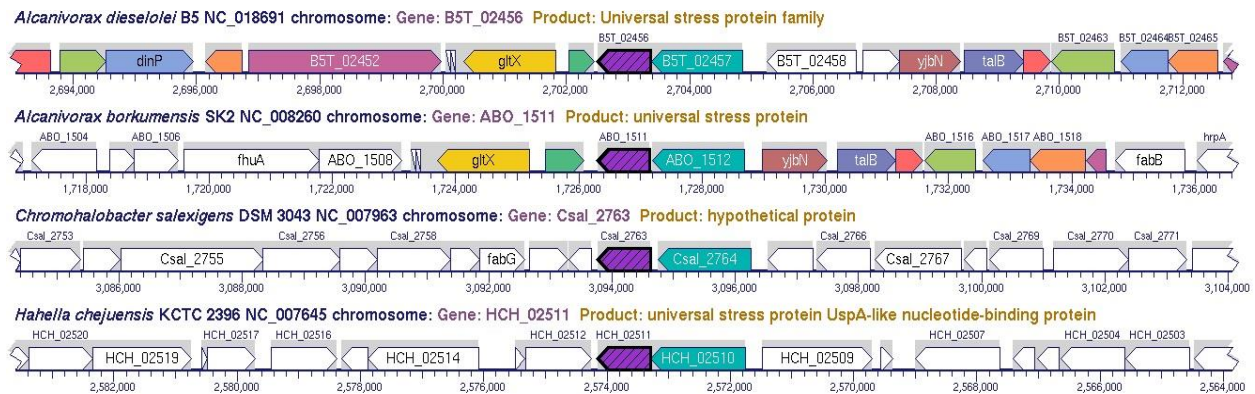 Alcanivorax dieselolei B5 NC_018691 chromosome: Gene: B5T_02456 Product: Universal stress protein family
B5T_02456 B5T_02463 B5T_02464 B5T_02465
dinP B5T_02452 gltX B5T_02457 B5T_02458 yjbN talB
2,694,000 2,696,000 2,698,000 2,700,000 2,702,000 2,704,000 2,706,000 2,708,000 2,710,000 2,712,000
Alcanivorax borkumensis SK2 NC_008260 chromosome: Gene: ABO_1511 Product: universal stress protein
ABO_1504 ABO_1506 ABO_1511 ABO_1516 ABO_1517 ABO_1518 hrpA
fhuA ABO_1508 gltX ABO_1512 yjbN talB fabB
1,718,000 1,720,000 1,722,000 1,724,000 1,726,000 1,728,000 1,730,000 1,732,000 1,734,000 1,736,000
Chromohalobacter salexigens DSM 3043 NC_007963 chromosome: Gene: Csal_2763 Product: hypothetical protein
Csal_2753 Csal_2756 Csal_2758 Csal_2763 Csal_2766 Csal_2769 Csal_2770 Csal_2771
Csal_2755 fabG Csal_2764 Csal_2767
3,086,000 3,088,000 3,090,000 3,092,000 3,094,000 3,096,000 3,098,000 3,100,000 3,102,000 3,104,000
Hahella chejuensis KCTC 2396 NC_007645 chromosome: Gene: HCH_02511 Product: universal stress protein UspA-like nucleotide-binding protein
HCH_02520 HCH_02517 HCH_02516 HCH_02512 HCH_02511 HCH_02507 HCH_02504 HCH_02503
HCH_02519 HCH_02514 HCH_02510 HCH_02509
2,582,000 2,580,000 2,578,000 2,576,000 2,574,000 2,572,000 2,570,000 2,568,000 2,566,000 2,564,000